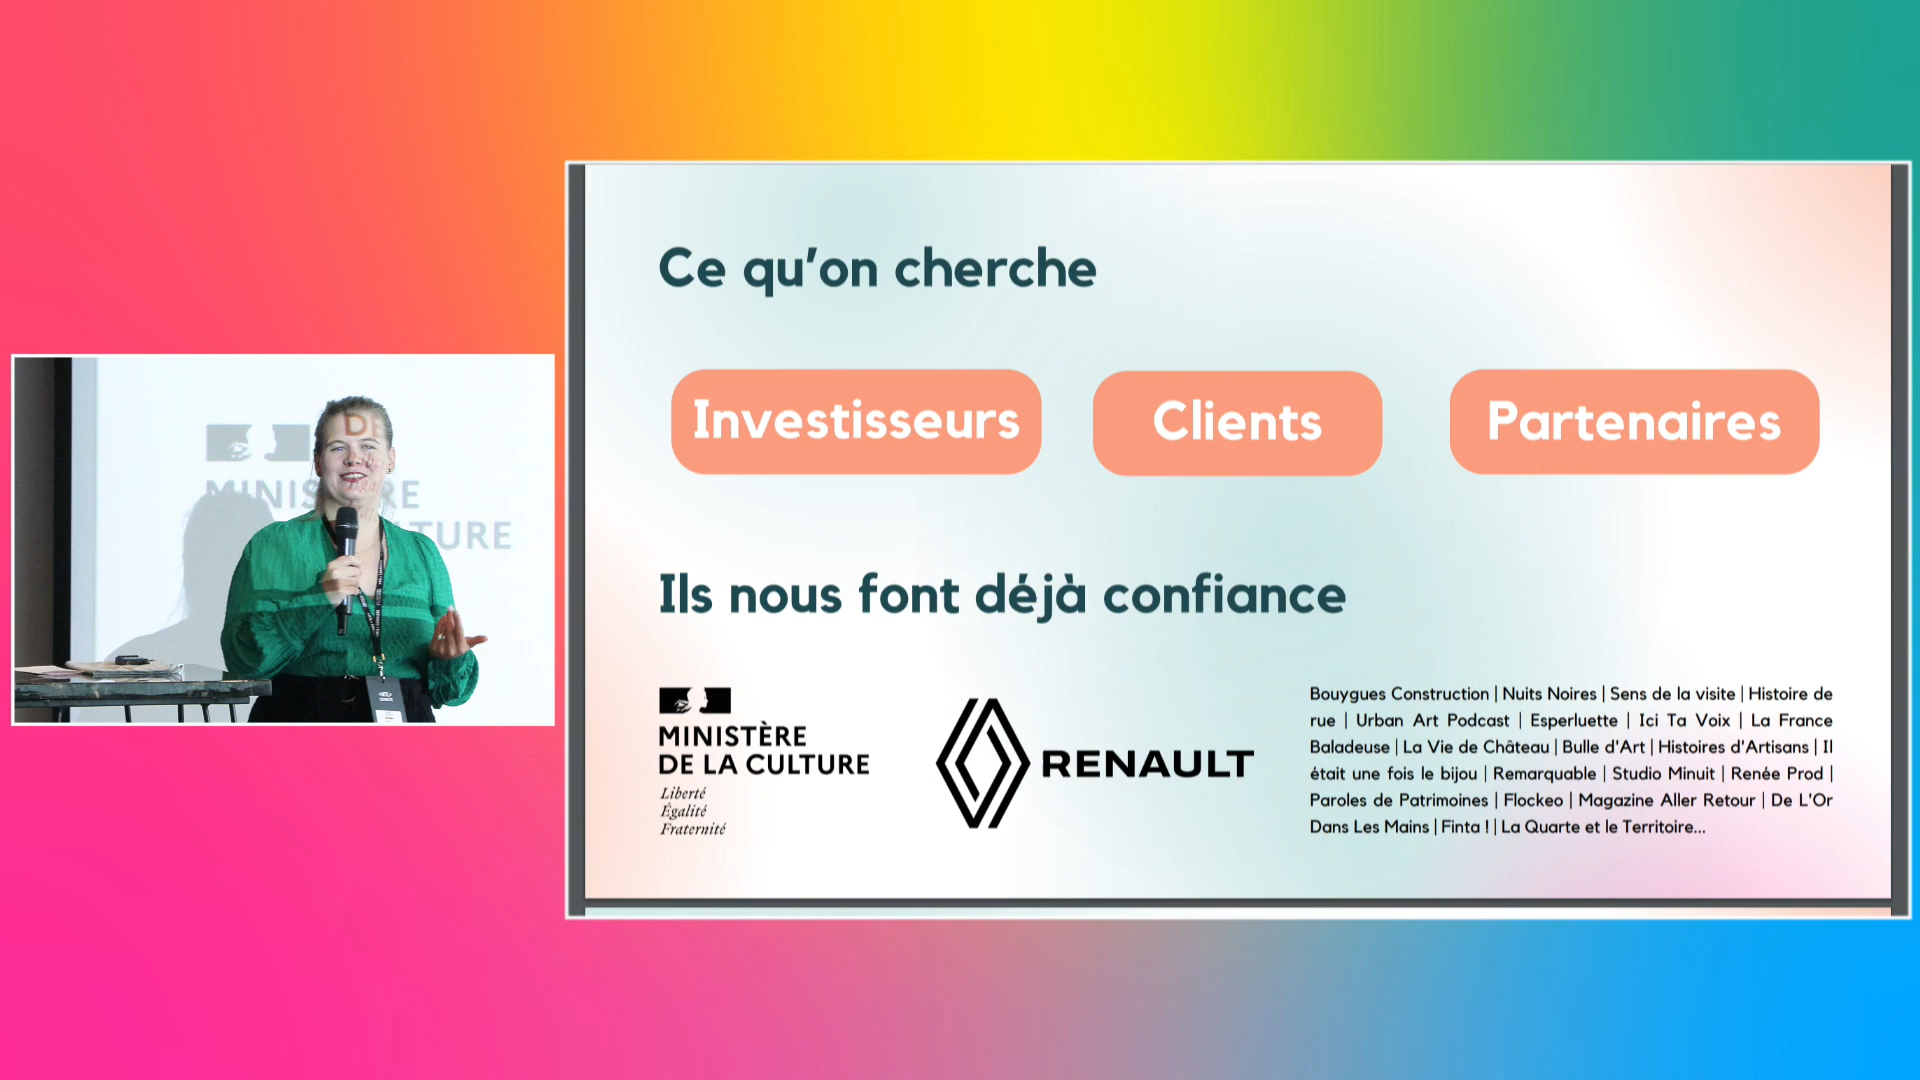 Ce qu'on cherche
Investisseurs
Clients
Partenaires
Ils nous font déjà confiance
MINISTÈRE
DE LA CULTURE
Liberté
Égalité
Fraternité
RENAULT
Bouygues Construction | Nuits Noires | Sens de la visite | Histoire de
rue | Urban Art Podcast | Esperluette | Ici Ta Voix | La France
Baladeuse | La Vie de Château | Bulle d'Art | Histoires d'Artisans | Il
était une fois le bijou | Remarquable | Studio Minuit | Renée Prod |
Paroles de Patrimoines | Flockeo | Magazine Aller Retour | De L'Or
Dans Les Mains | Finta ! | La Quarte et le Territoire...